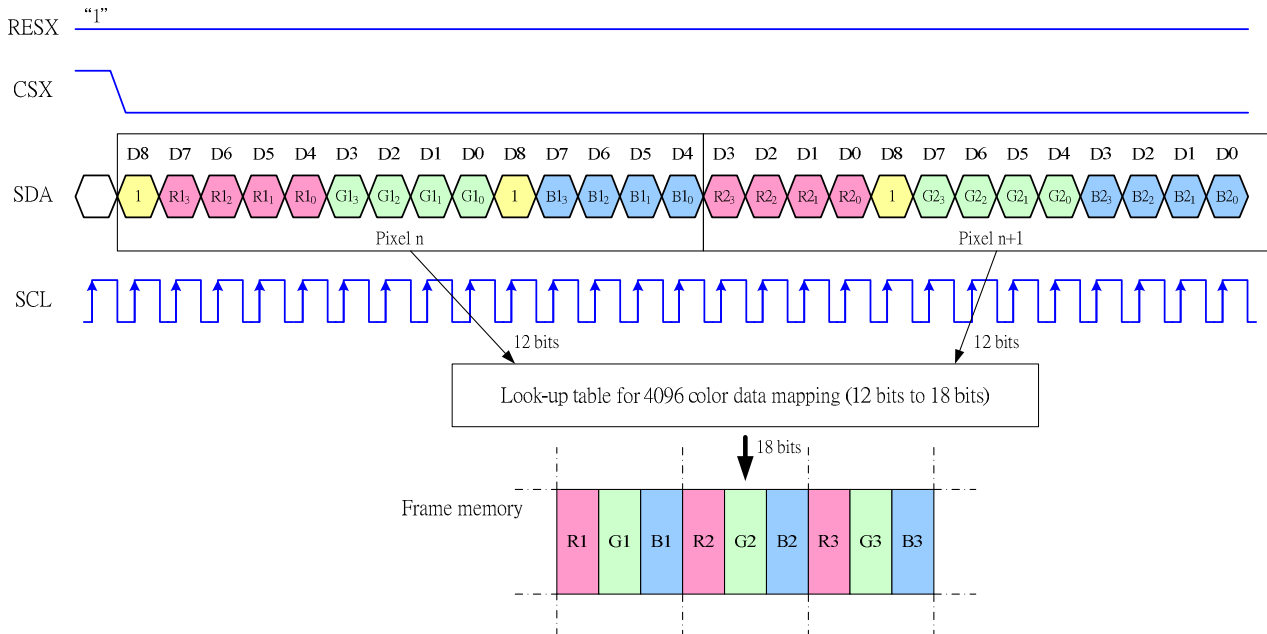 “1”
RESX
CSX
D8 D7 D6 D5 D4 D3 D2 D1 D0 D8 D7 D6 D5 D4 D3 D2 D1 D0 D8 D7 D6 D5 D4 D3 D2 D1 D0
SDA 1 R1₃ R1₂ R1₁ R1₀ G1₃ G1₂ G1₁ G1₀ 1 B1₃ B1₂ B1₁ B1₀ R2₃ R2₂ R2₁ R2₀ 1 G2₃ G2₂ G2₁ G2₀ B2₃ B2₂ B2₁ B2₀
Pixel n Pixel n+1
SCL
12 bits 12 bits
Look-up table for 4096 color data mapping (12 bits to 18 bits)
18 bits
Frame memory
R1 G1 B1 R2 G2 B2 R3 G3 B3